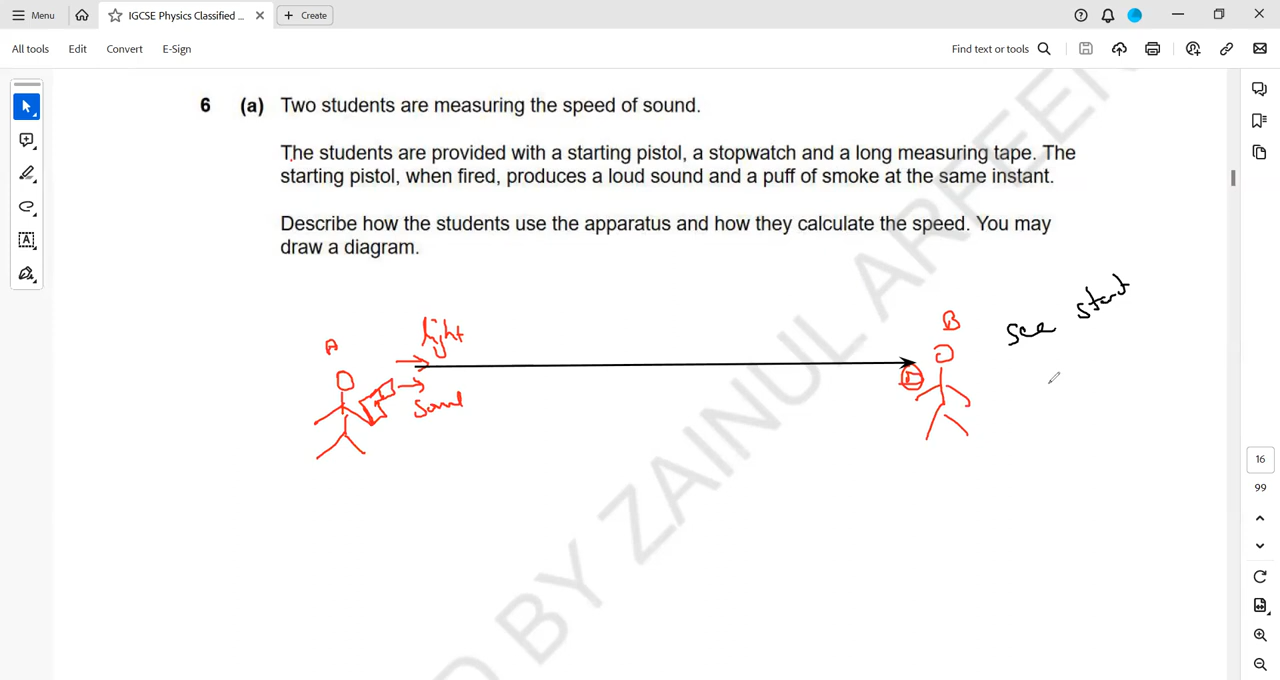 Menu
IGCSE Physics Classified ...
Create
All tools
Edit
Convert
E-Sign
Find text or tools
6 (a) Two students are measuring the speed of sound.
The students are provided with a starting pistol, a stopwatch and a long measuring tape. The
starting pistol, when fired, produces a loud sound and a puff of smoke at the same instant.
Describe how the students use the apparatus and how they calculate the speed. You may
draw a diagram.
see start
B
light
A
Sound
16
99
D BY ZAINUL ARFEEN